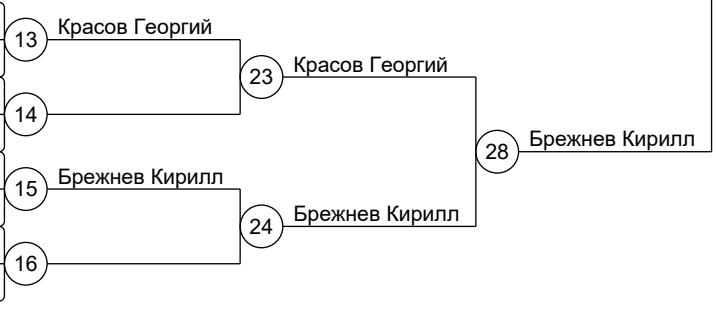 13 Красов Георгий
23 Красов Георгий
14
28 Брежнев Кирилл
15 Брежнев Кирилл
24 Брежнев Кирилл
16